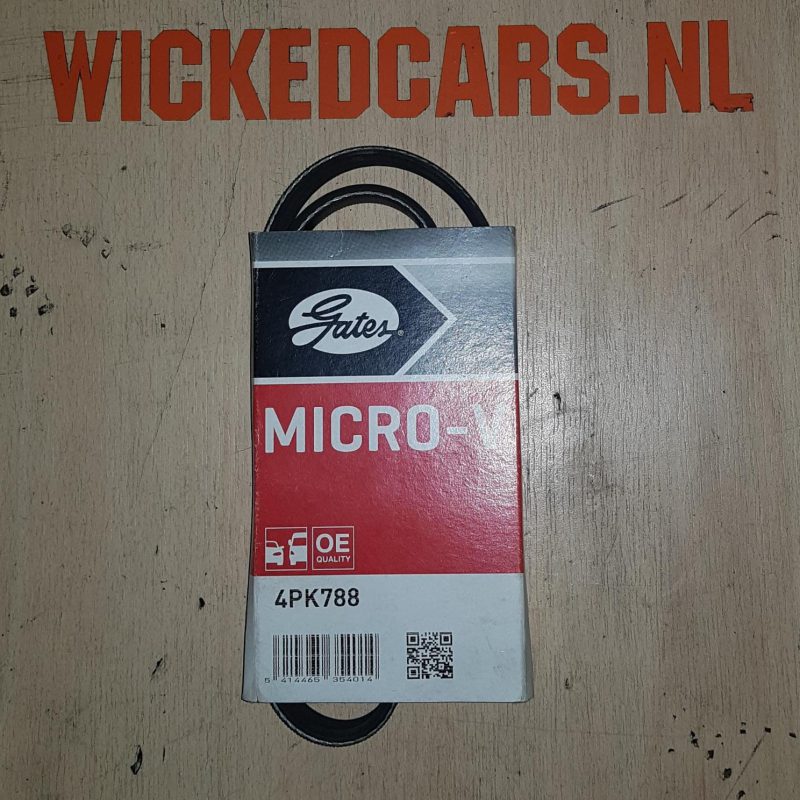 WICKEDCARS.NL
Gates®
MICRO-V
OE
QUALITY
4PK788
5 414465 354014